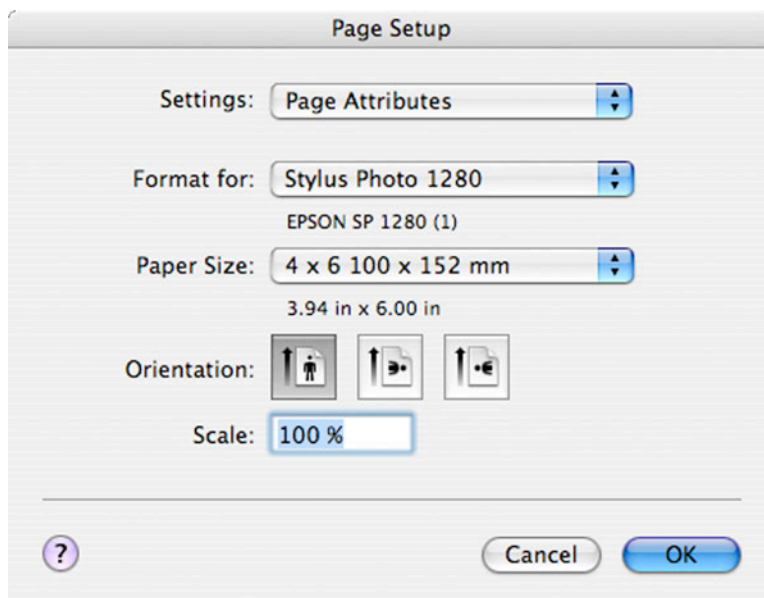 Page Setup
Settings: Page Attributes
Format for: Stylus Photo 1280
EPSON SP 1280 (1)
Paper Size: 4 x 6 100 x 152 mm
3.94 in x 6.00 in
Orientation:
Scale: 100 %
? Cancel OK